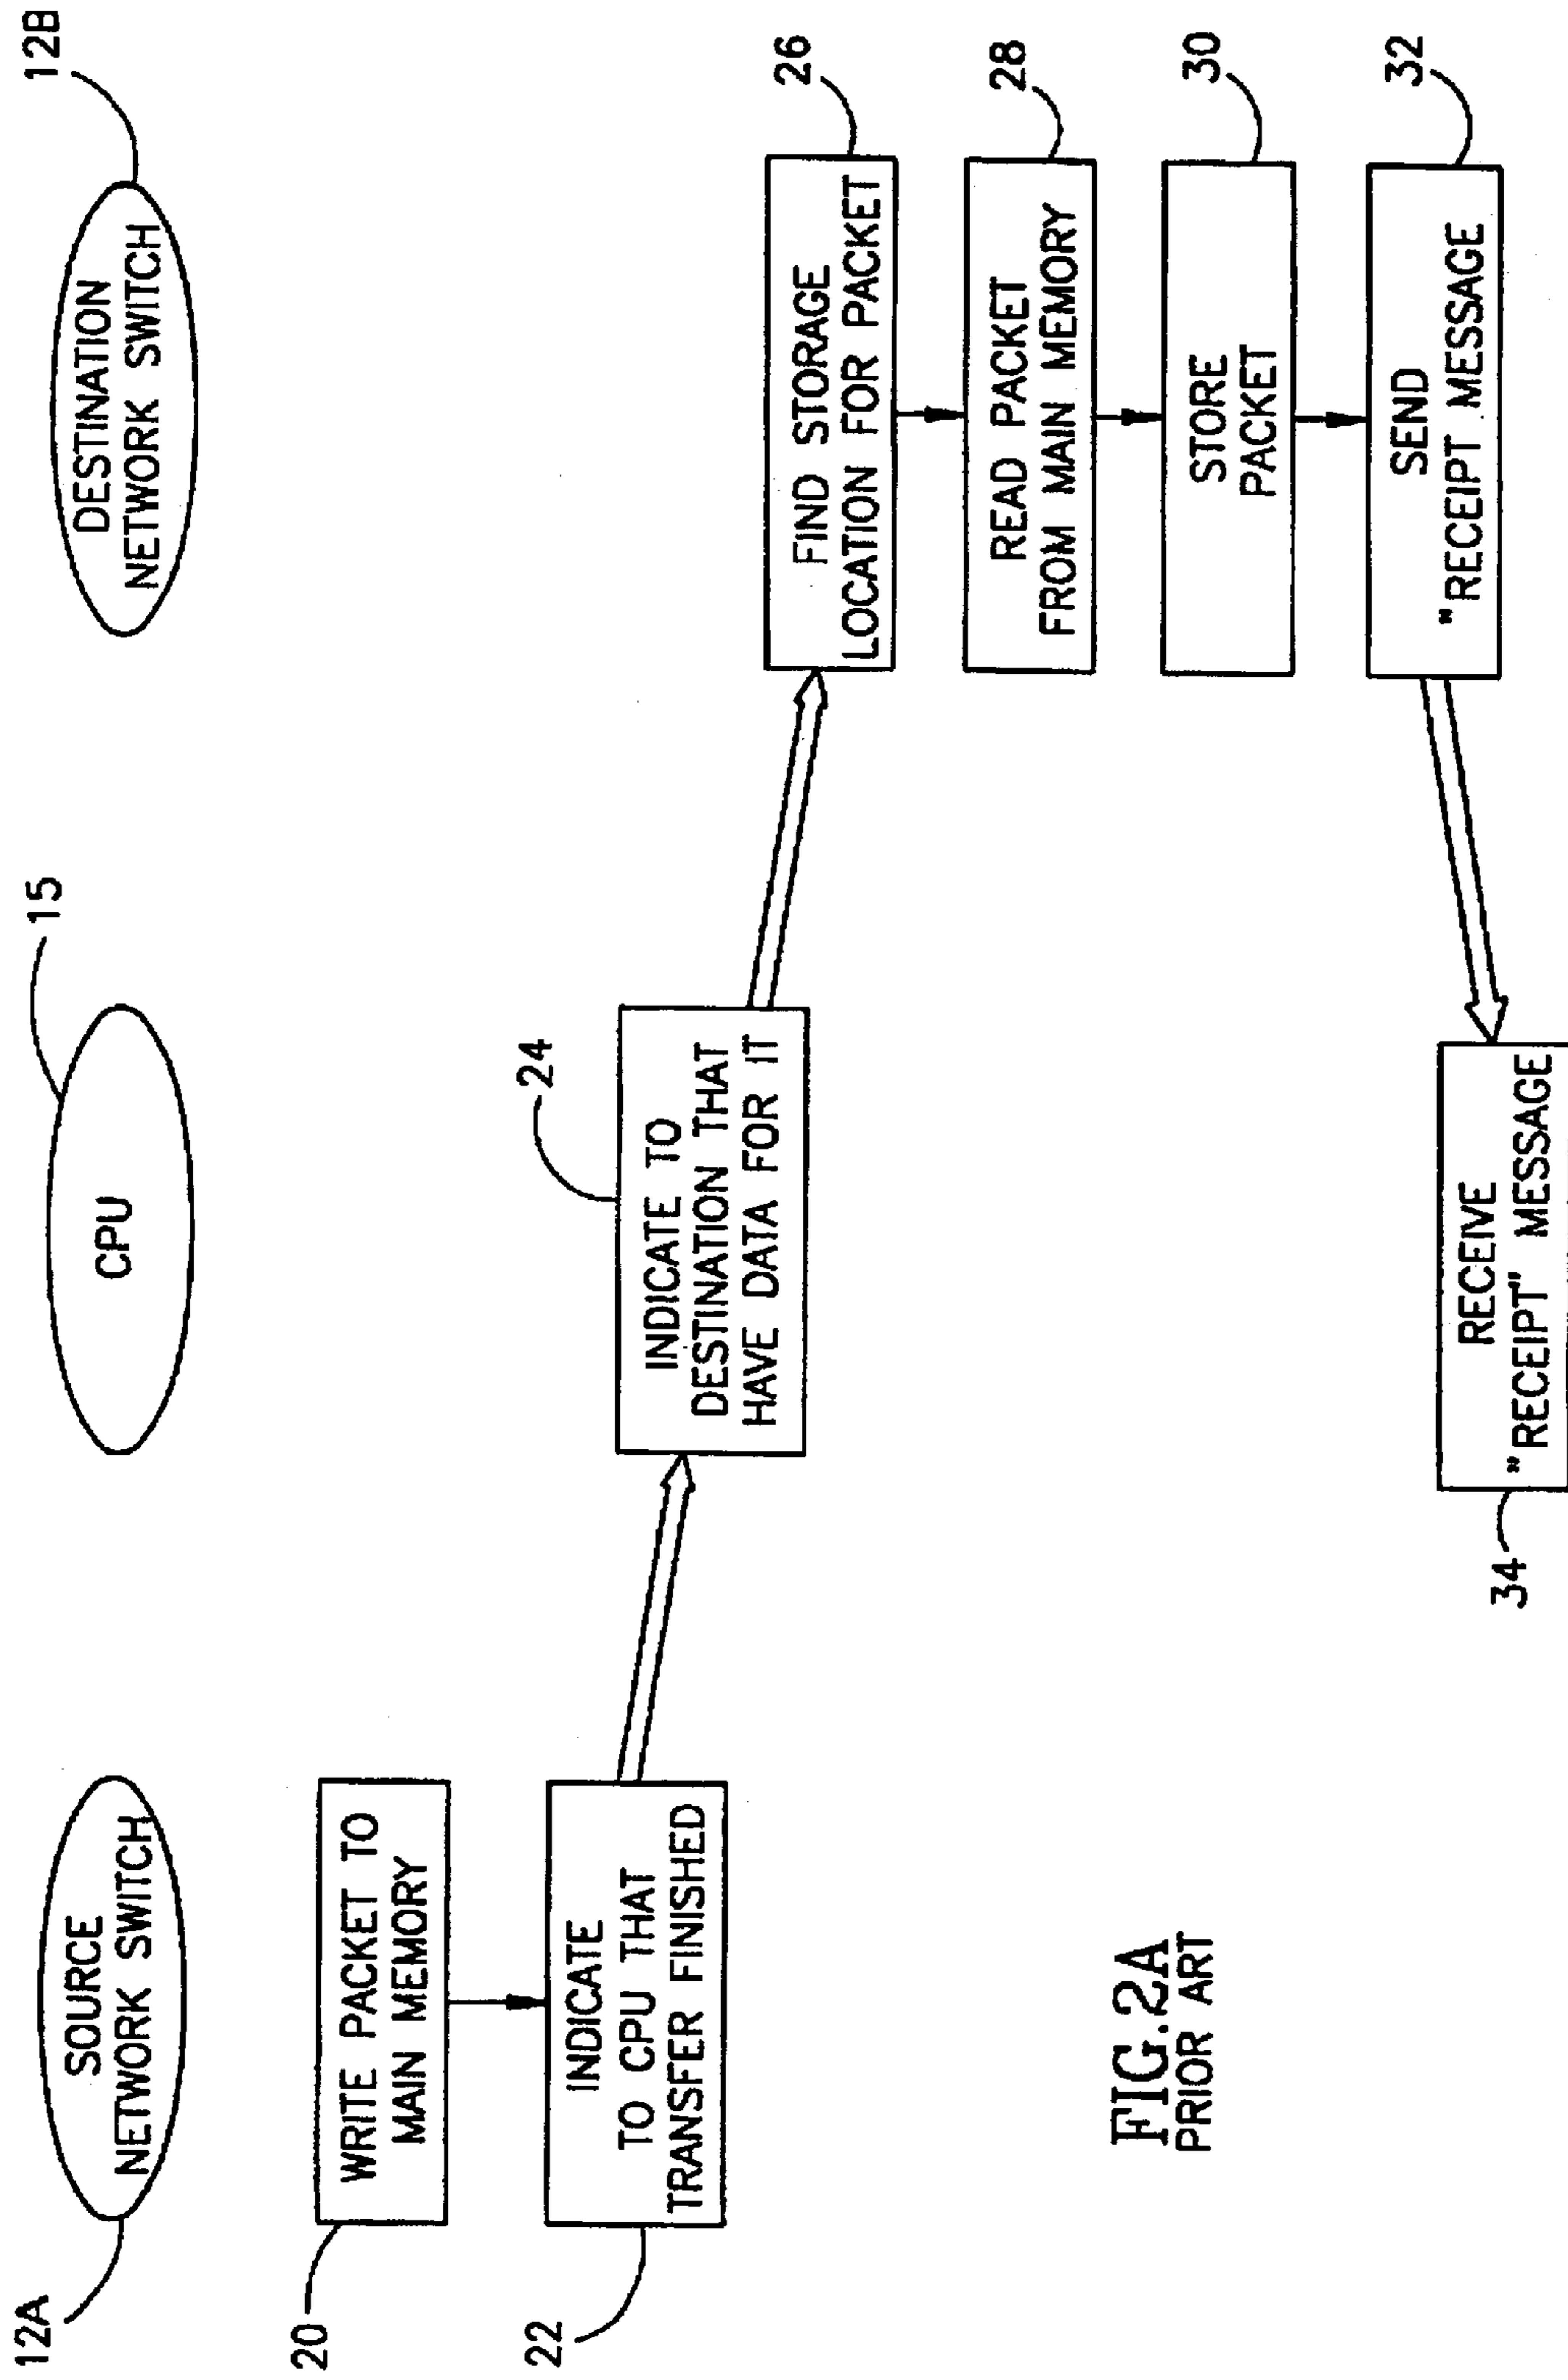 12A
SOURCE
NETWORK SWITCH
15
CPU
12B
DESTINATION
NETWORK SWITCH
20
WRITE PACKET TO
MAIN MEMORY
22
INDICATE
TO CPU THAT
TRANSFER FINISHED
24
INDICATE TO
DESTINATION THAT
HAVE DATA FOR IT
26
FIND STORAGE
LOCATION FOR PACKET
28
READ PACKET
FROM MAIN MEMORY
30
STORE
PACKET
32
SEND
"RECEIPT MESSAGE
34
RECEIVE
"RECEIPT" MESSAGE
FIG.2A
PRIOR ART